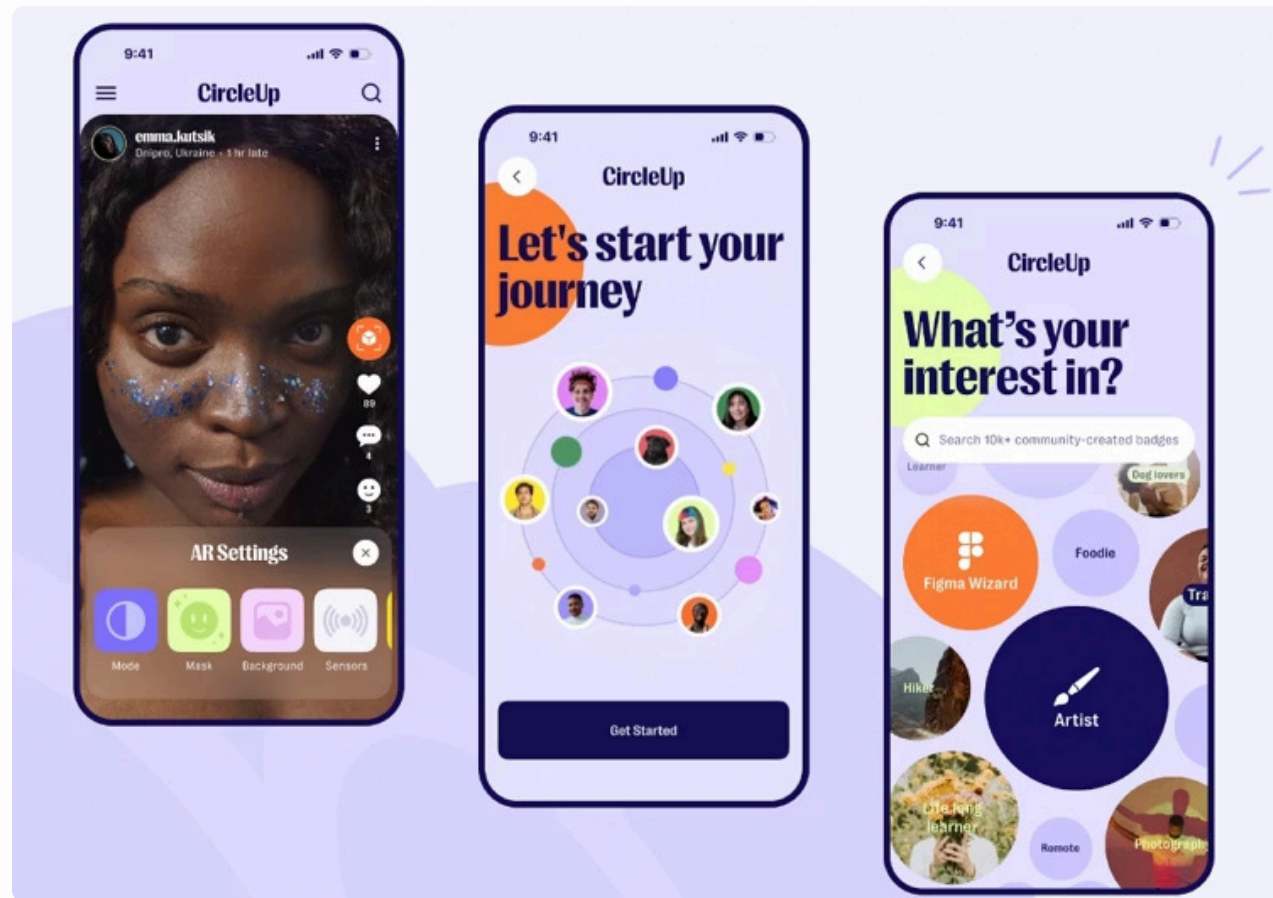 9:41
CircleUp
emma.kutsik
Dnipro, Ukraine - 1 hr late
89
4
3
AR Settings
Mode
Mask
Background
Sensors
9:41
CircleUp
Let's start your
journey
Get Started
9:41
CircleUp
What’s your
interest in?
Search 10k+ community-created badges
Learner
Dog lovers
Figma Wizard
Foodie
Tra
Hiker
Artist
Life long
learner
Remote
Photograph